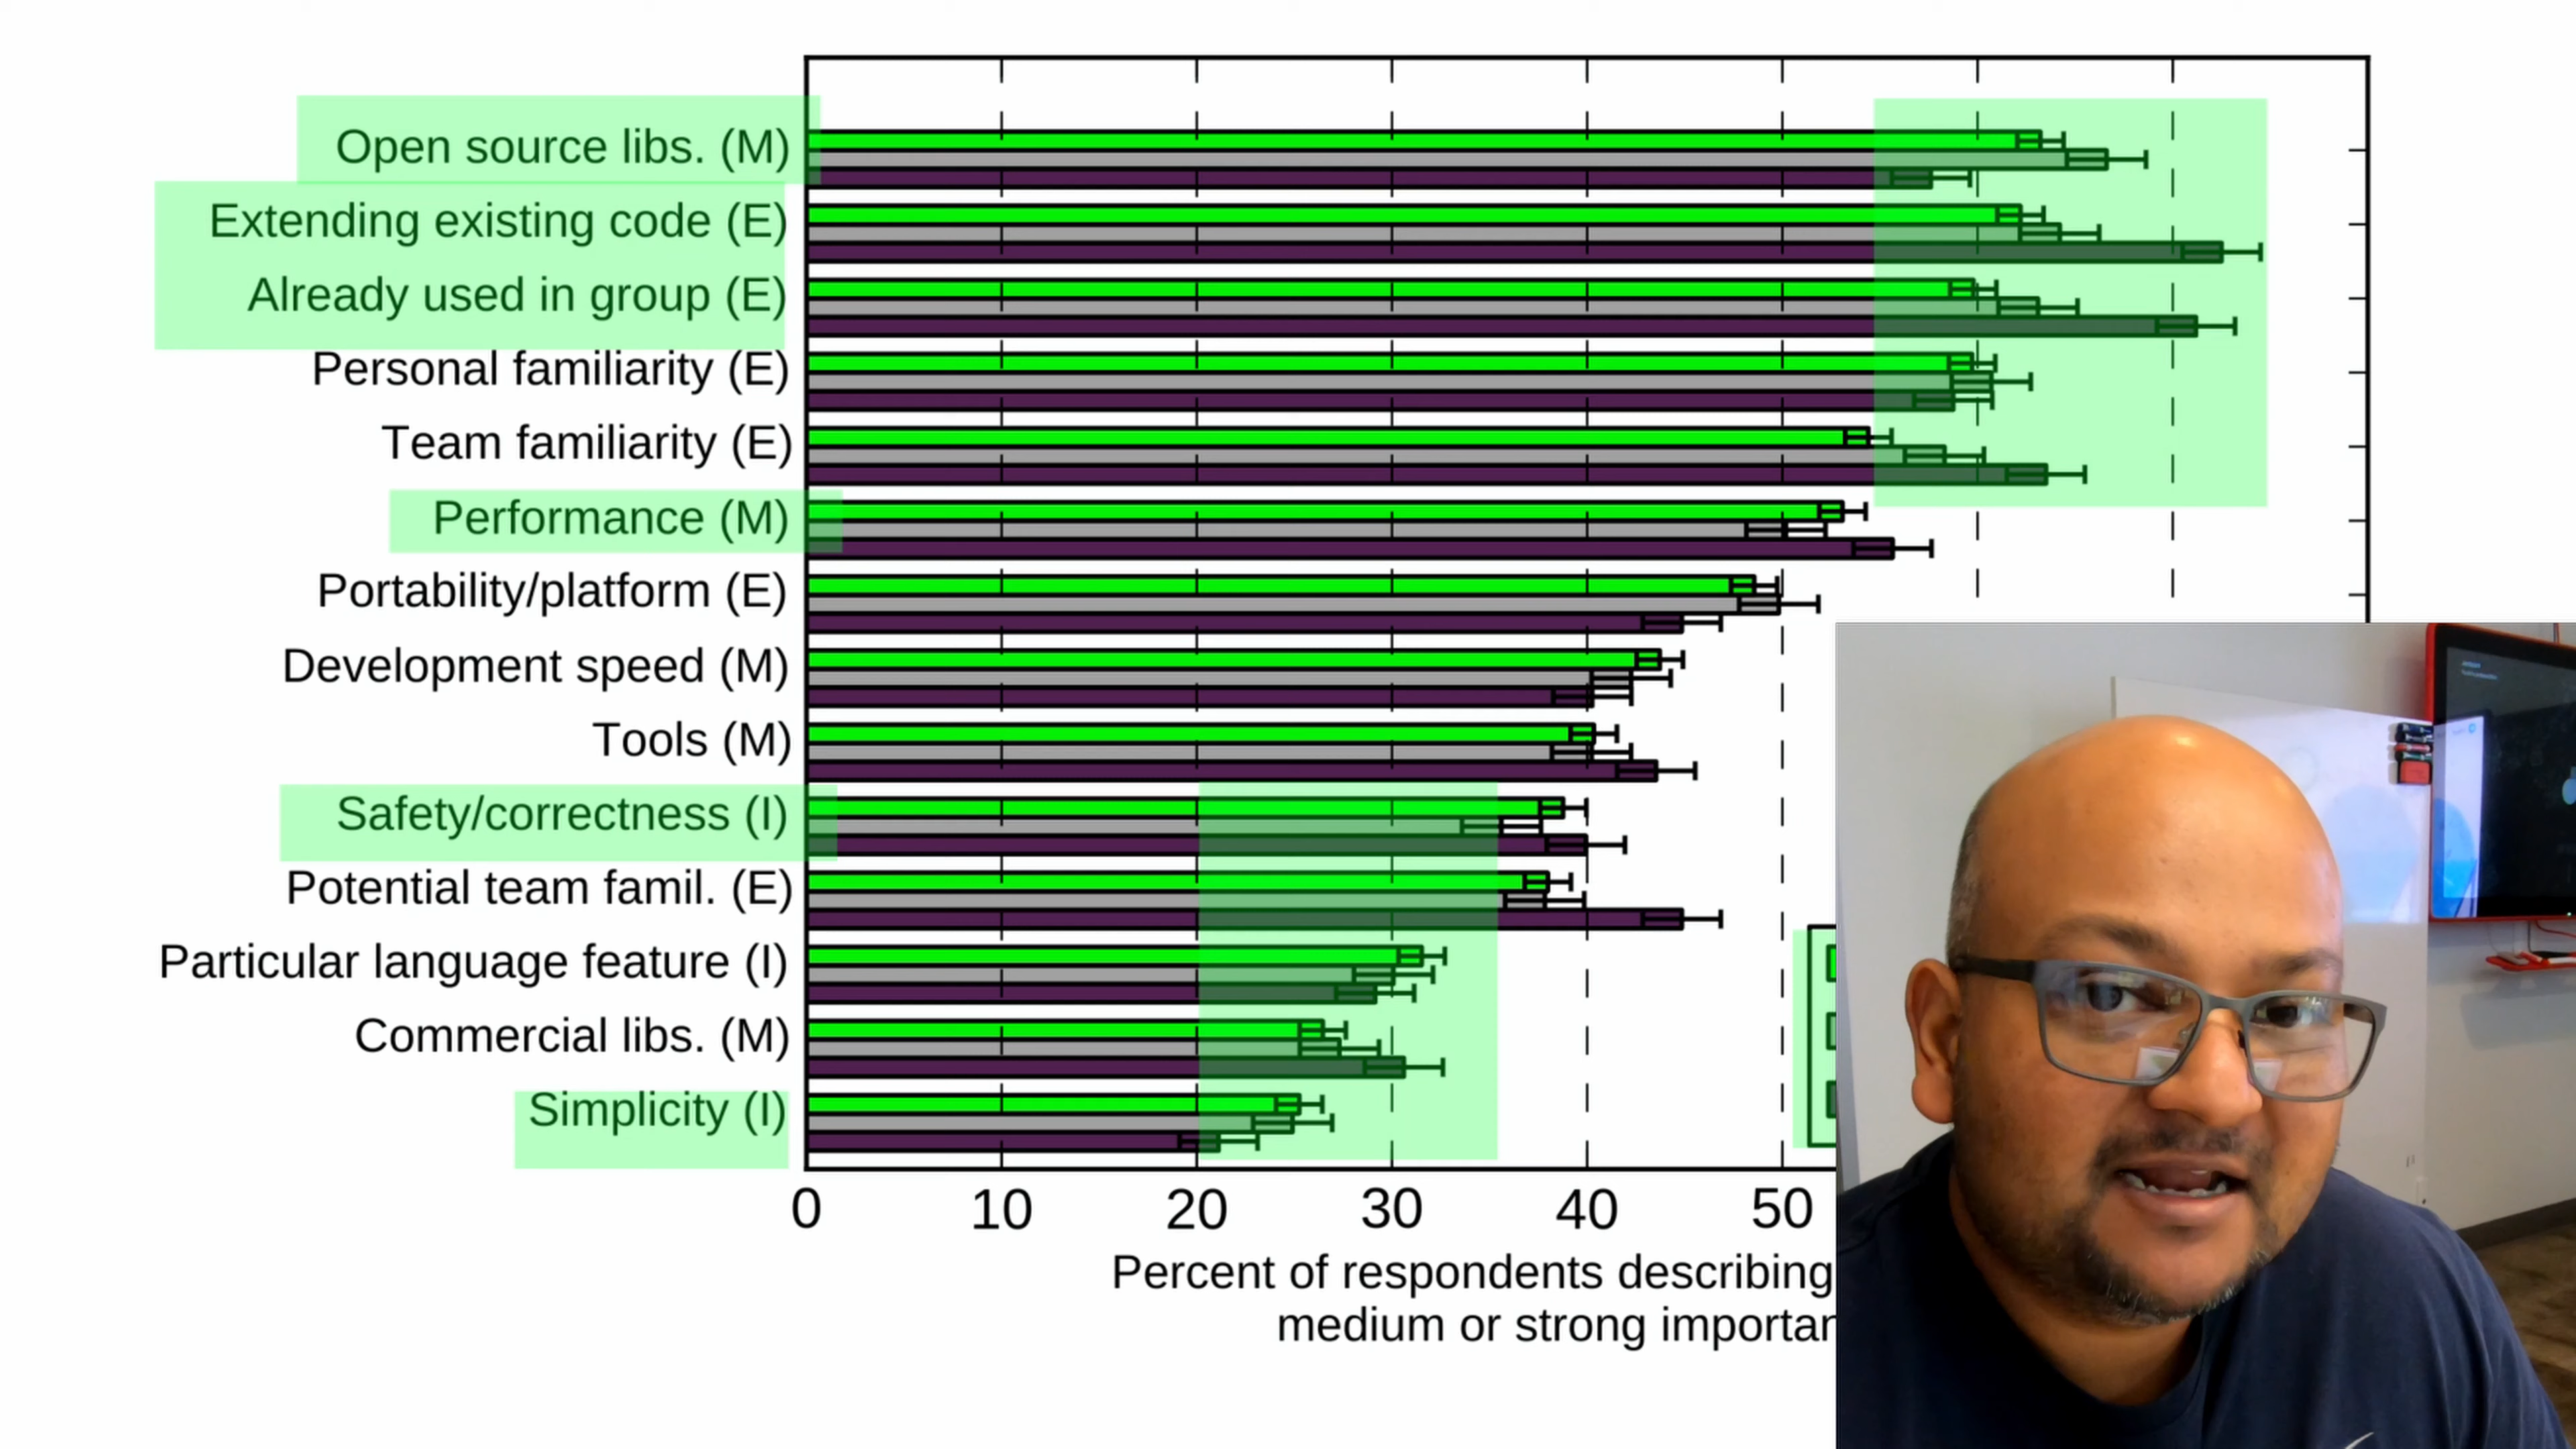 Open source libs. (M)
Extending existing code (E)
Already used in group (E)
Personal familiarity (E)
Team familiarity (E)
Performance (M)
Portability/platform (E)
Development speed (M)
Tools (M)
Safety/correctness (I)
Potential team famil. (E)
Particular language feature (I)
Commercial libs. (M)
Simplicity (I)
0 10 20 30 40 50
Percent of respondents describing
medium or strong importan